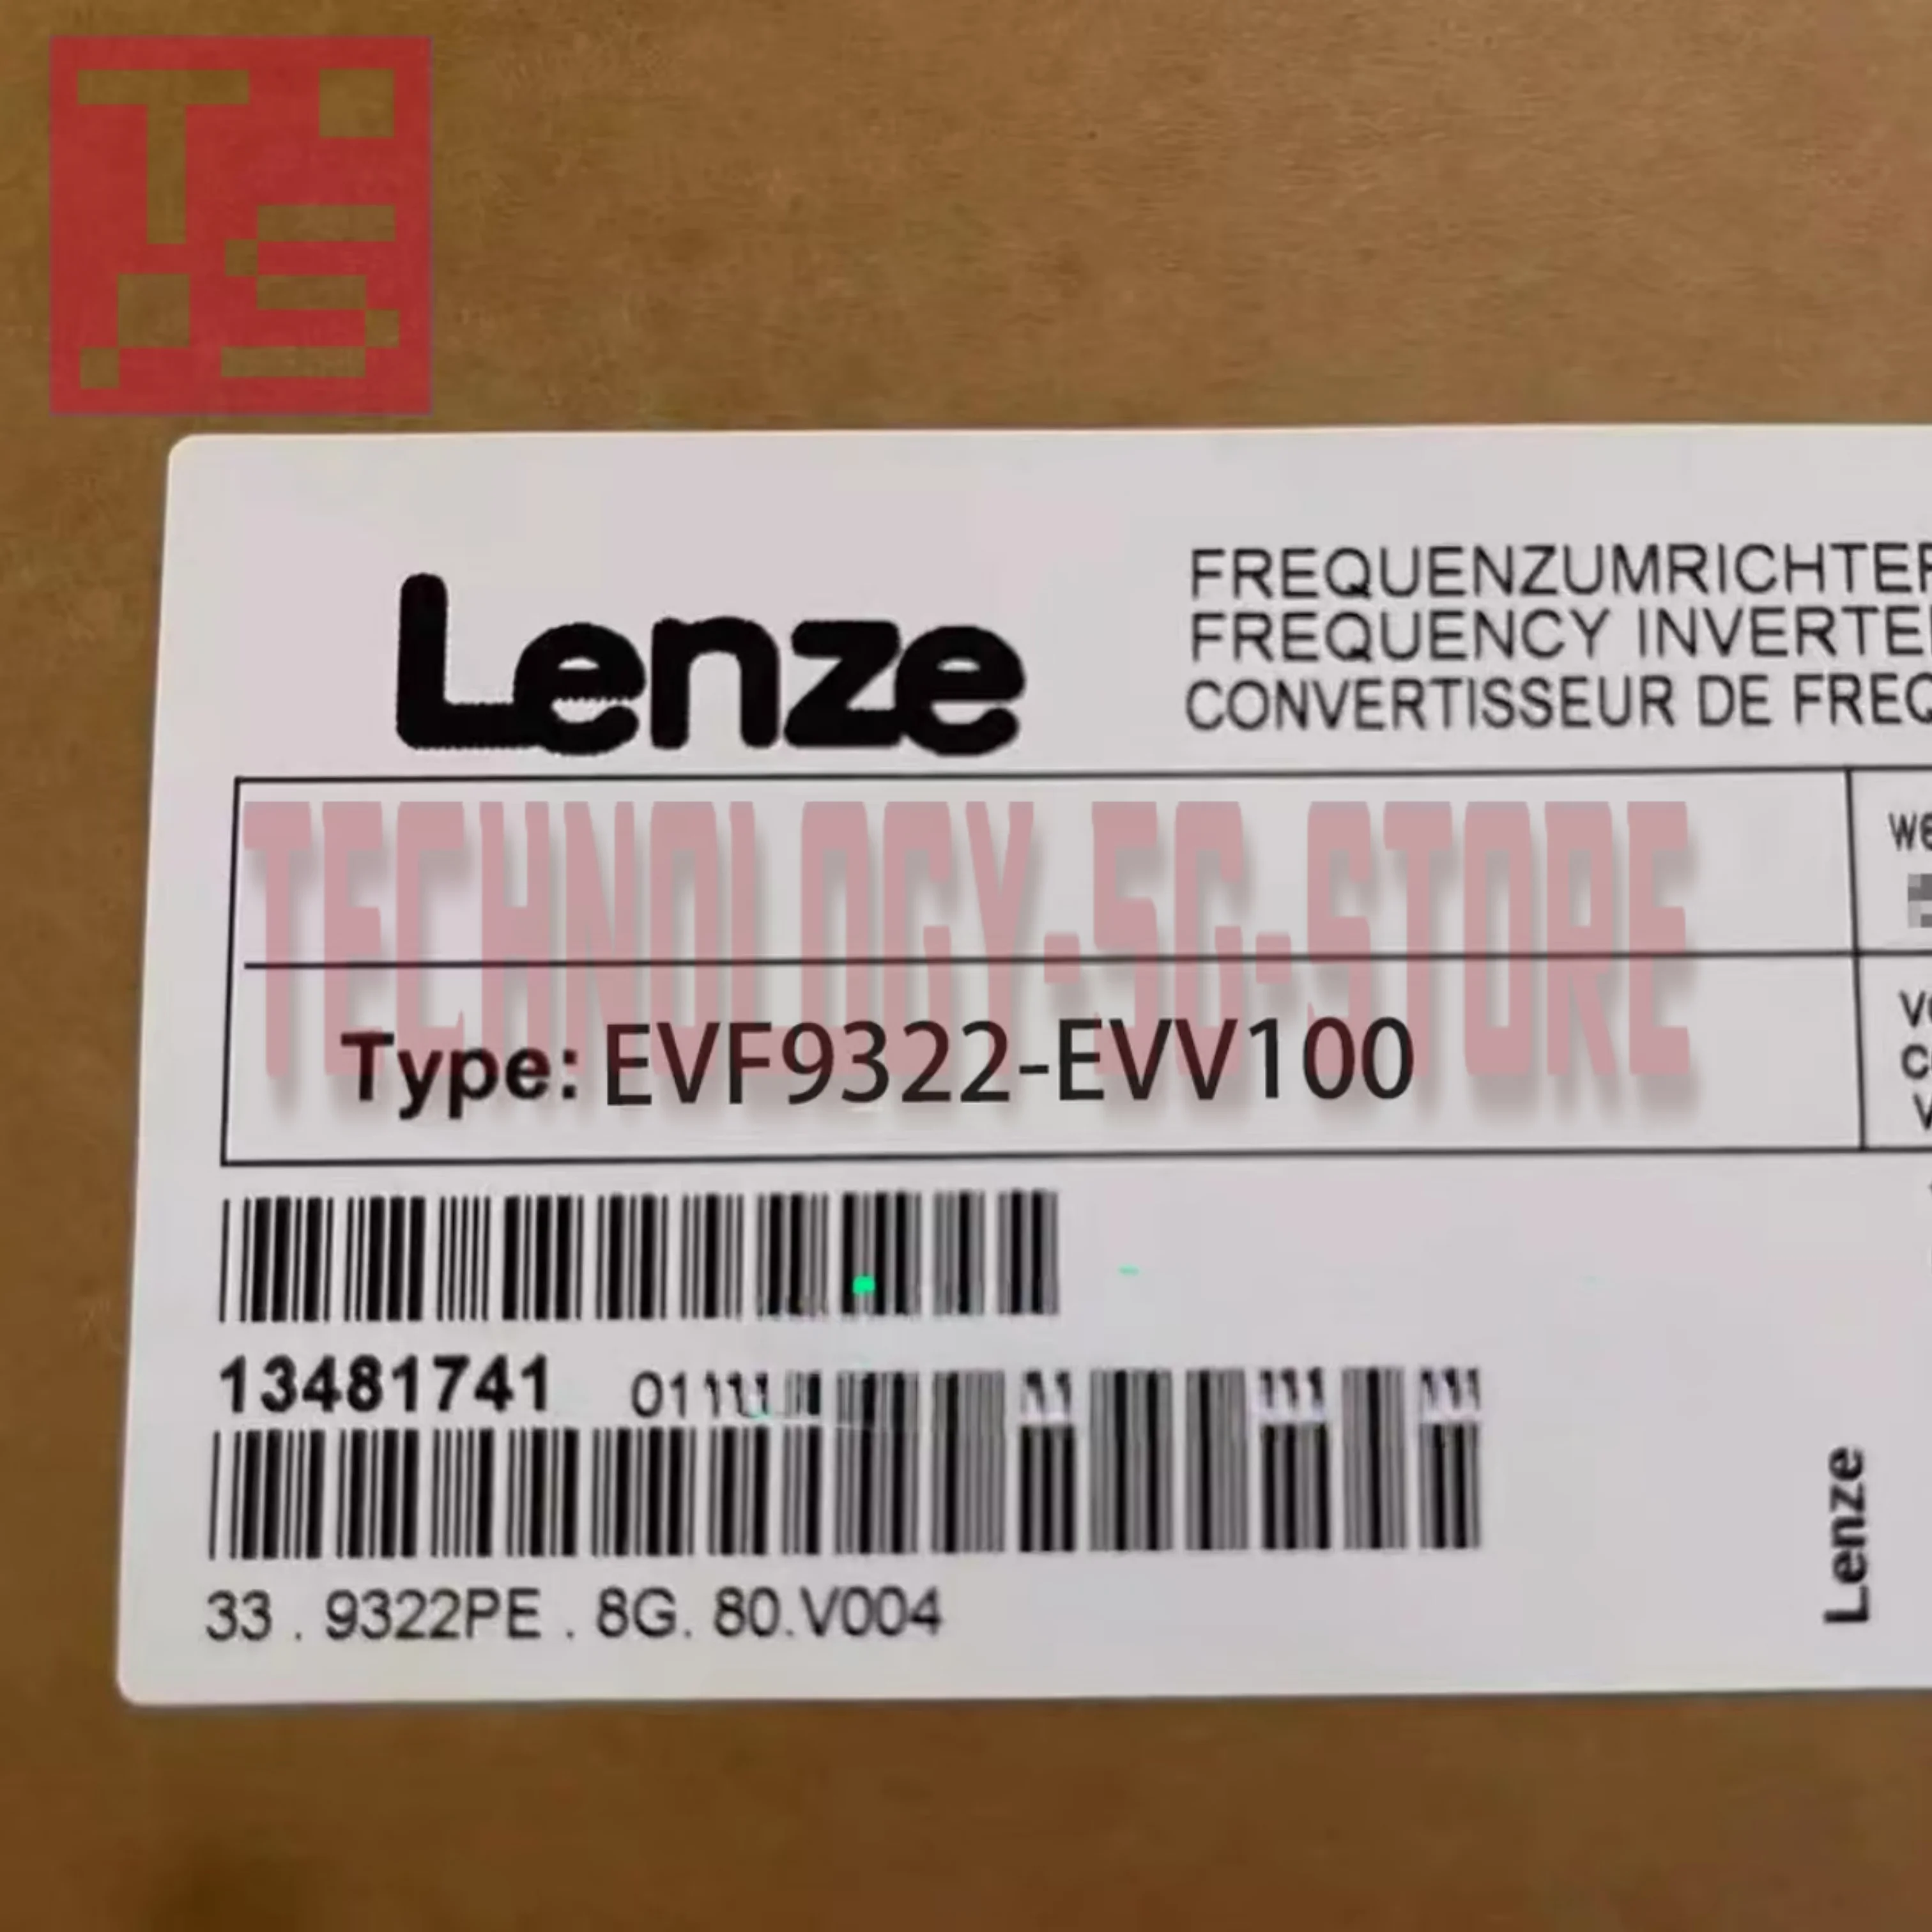 Lenze
FREQUENZUMRICHTER
FREQUENCY INVERTE
CONVERTISSEUR DE FREQ
TECHNOLOGY-5G-STORE
Type: EVF9322-EVV100
13481741
33 . 9322PE . 8G. 80.V004
Lenze